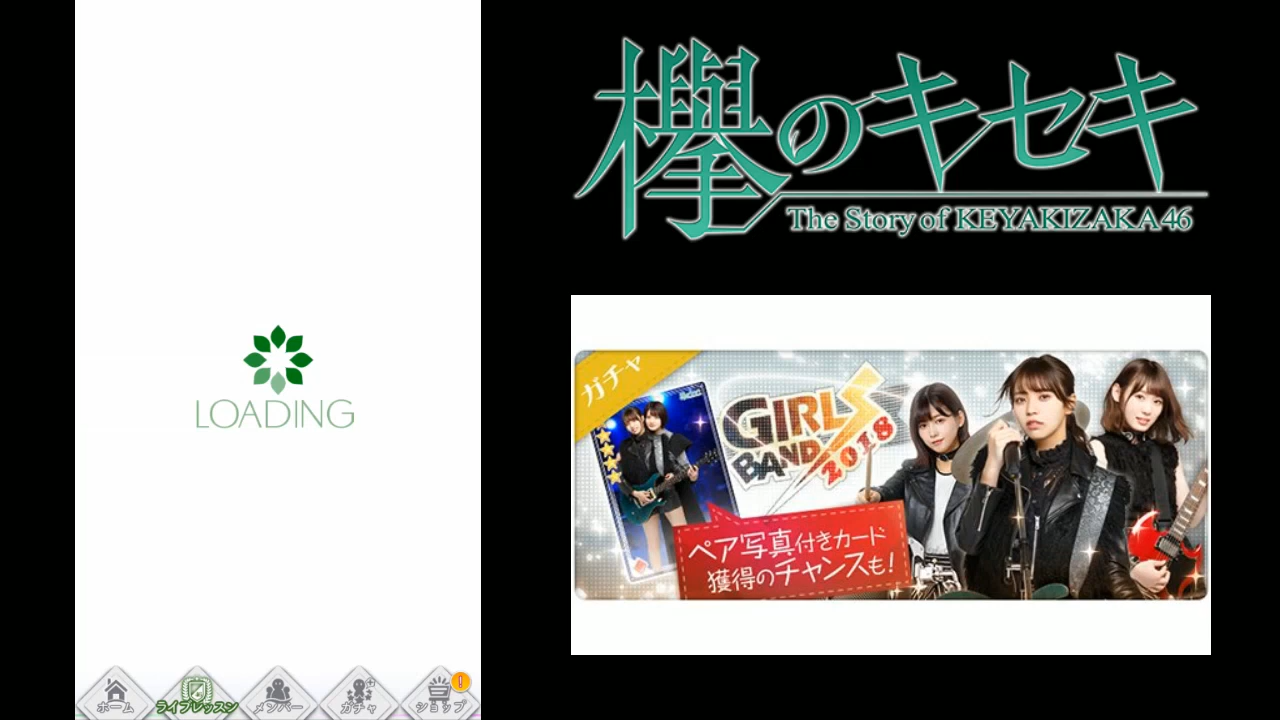 LOADING
ホーム
ライブレッスン
メンバー
ガチャ
ショップ
!
欅のキセキ
The Story of KEYAKIZAKA46
ガチャ
GIRLS
BAND
2018
ペア写真付きカード
獲得のチャンスも!